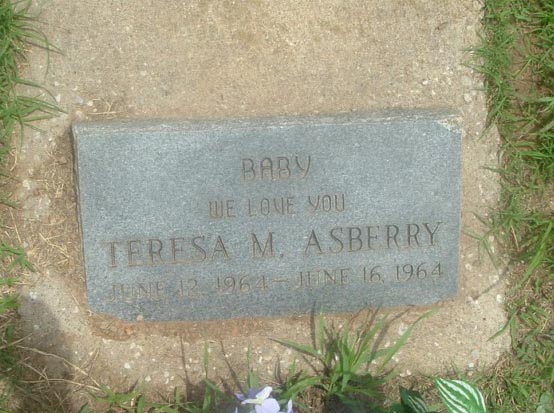 BABY
WE LOVE YOU
TERESA M. ASBERRY
JUNE 12, 1964 — JUNE 16, 1964